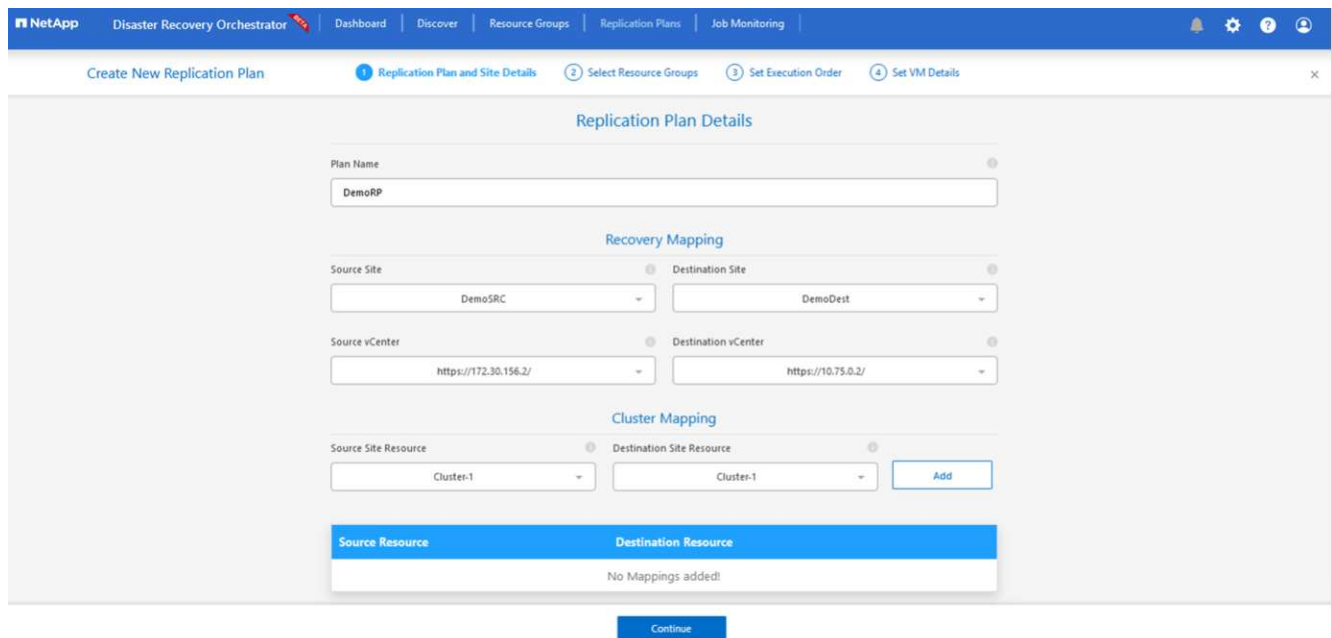 NetApp Disaster Recovery Orchestrator BETA Dashboard Discover Resource Groups Replication Plans Job Monitoring
Create New Replication Plan 1 Replication Plan and Site Details 2 Select Resource Groups 3 Set Execution Order 4 Set VM Details
Replication Plan Details
Plan Name
DemoRP
Recovery Mapping
Source Site Destination Site
DemoSRC DemoDest
Source vCenter Destination vCenter
https://172.30.156.2/ https://10.75.0.2/
Cluster Mapping
Source Site Resource Destination Site Resource
Cluster-1 Cluster-1 Add
Source Resource Destination Resource
No Mappings added!
Continue